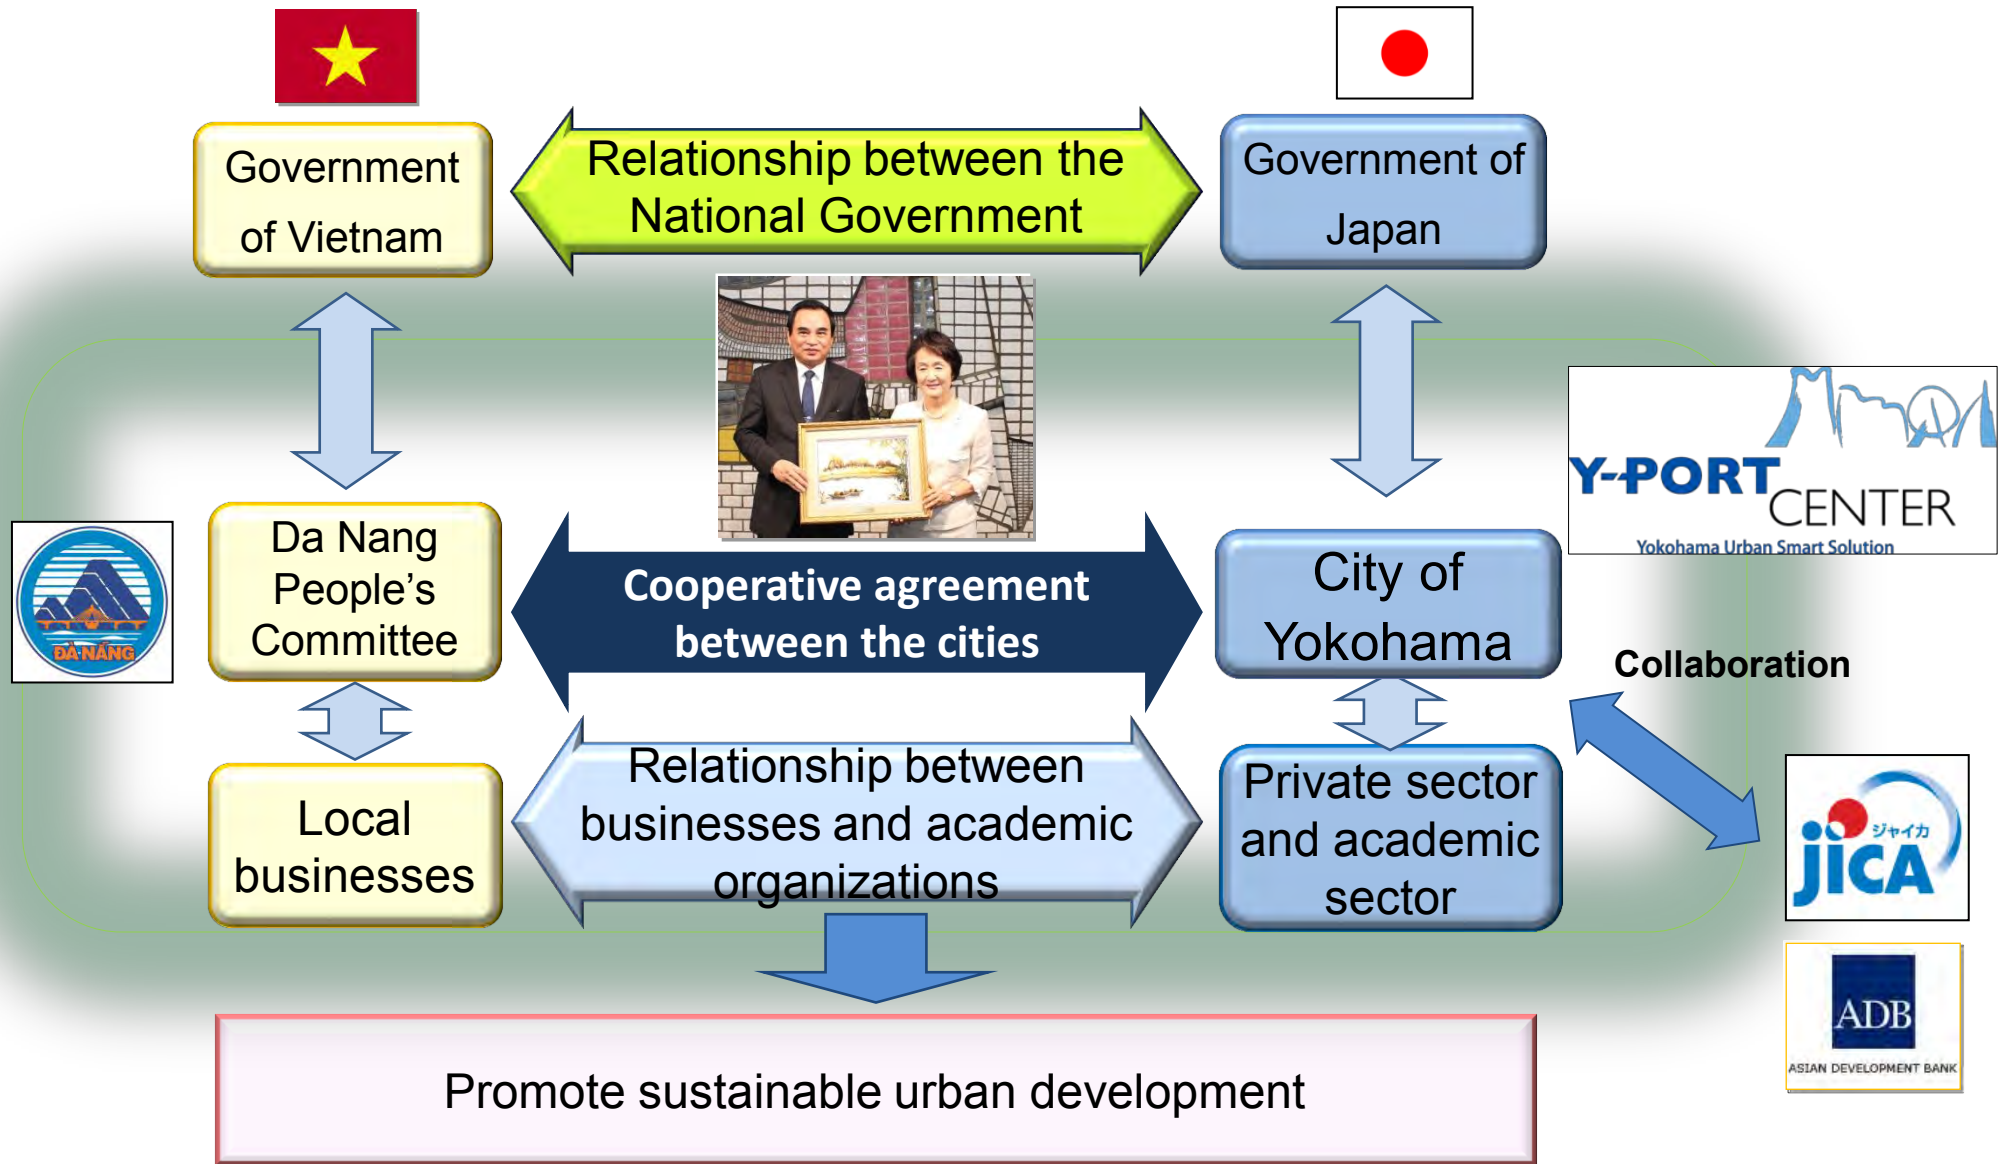 Government
of Vietnam
Relationship between the
National Government
Government of
Japan
Y-PORT
CENTER
Yokohama Urban Smart Solution
Da Nang
People’s
Committee
ĐÀ NẴNG
Cooperative agreement
between the cities
City of
Yokohama
Collaboration
Local
businesses
Relationship between
businesses and academic
organizations
Private sector
and academic
sector
ジャイカ
jICA
ADB
ASIAN DEVELOPMENT BANK
Promote sustainable urban development